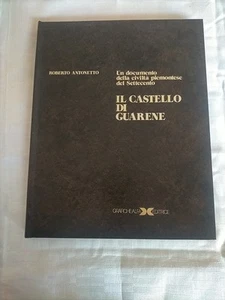 ROBERTO ANTONETTO
Un documento
della civiltà piemontese
del Settecento
IL CASTELLO
DI
GUARENE